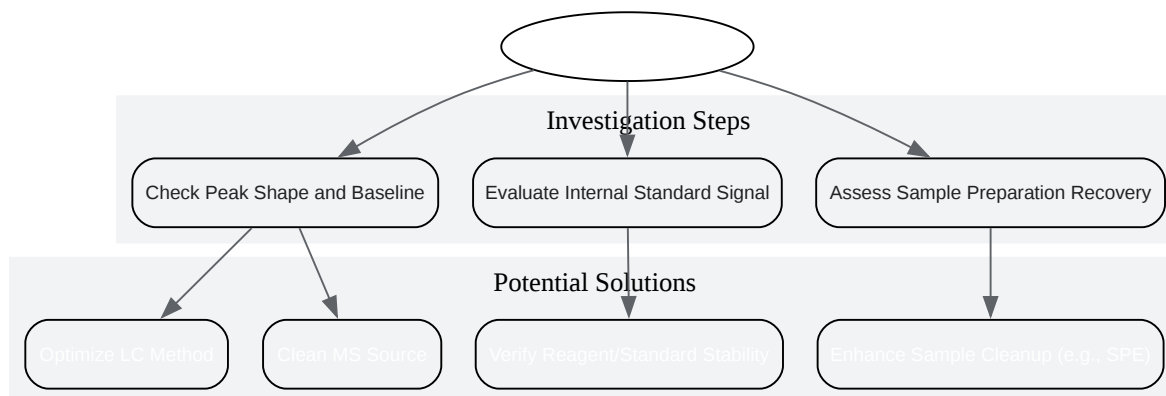 Investigation Steps
Check Peak Shape and Baseline
Evaluate Internal Standard Signal
Assess Sample Preparation Recovery
Potential Solutions
Optimize LC Method
Clean MS Source
Verify Reagent/Standard Stability
Enhance Sample Cleanup (e.g., SPE)